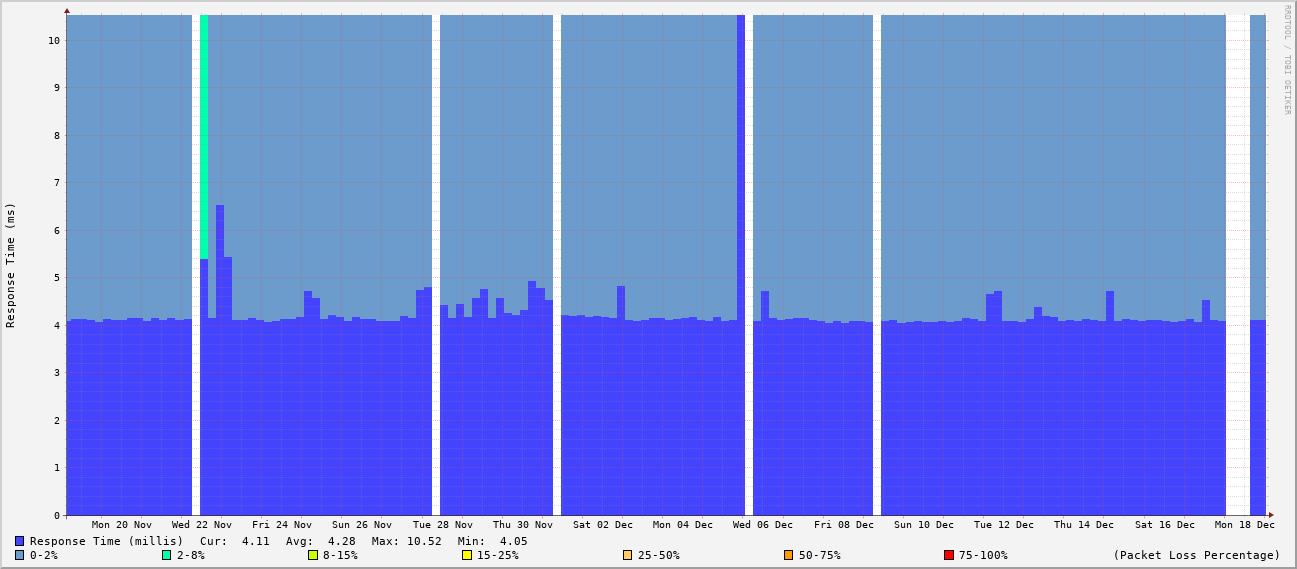 RRDTOOL / TOBI OETIKER
Response Time (ms)
10
9
8
7
6
5
4
3
2
1
0
Mon 20 Nov Wed 22 Nov Fri 24 Nov Sun 26 Nov Tue 28 Nov Thu 30 Nov Sat 02 Dec Mon 04 Dec Wed 06 Dec Fri 08 Dec Sun 10 Dec Tue 12 Dec Thu 14 Dec Sat 16 Dec Mon 18 Dec
Response Time (millis) Cur: 4.11 Avg: 4.28 Max: 10.52 Min: 4.05
0-2% 2-8% 8-15% 15-25% 25-50% 50-75% 75-100% (Packet Loss Percentage)